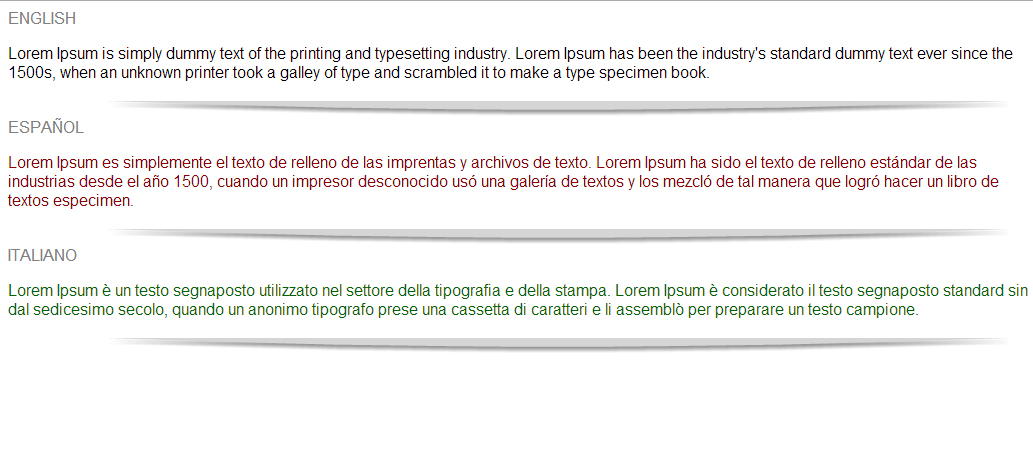 ENGLISH
Lorem Ipsum is simply dummy text of the printing and typesetting industry. Lorem Ipsum has been the industry's standard dummy text ever since the
1500s, when an unknown printer took a galley of type and scrambled it to make a type specimen book.
ESPAÑOL
Lorem Ipsum es simplemente el texto de relleno de las imprentas y archivos de texto. Lorem Ipsum ha sido el texto de relleno estándar de las
industrias desde el año 1500, cuando un impresor desconocido usó una galería de textos y los mezcló de tal manera que logró hacer un libro de
textos especimen.
ITALIANO
Lorem Ipsum è un testo segnaposto utilizzato nel settore della tipografia e della stampa. Lorem Ipsum è considerato il testo segnaposto standard sin
dal sedicesimo secolo, quando un anonimo tipografo prese una cassetta di caratteri e li assemblò per preparare un testo campione.